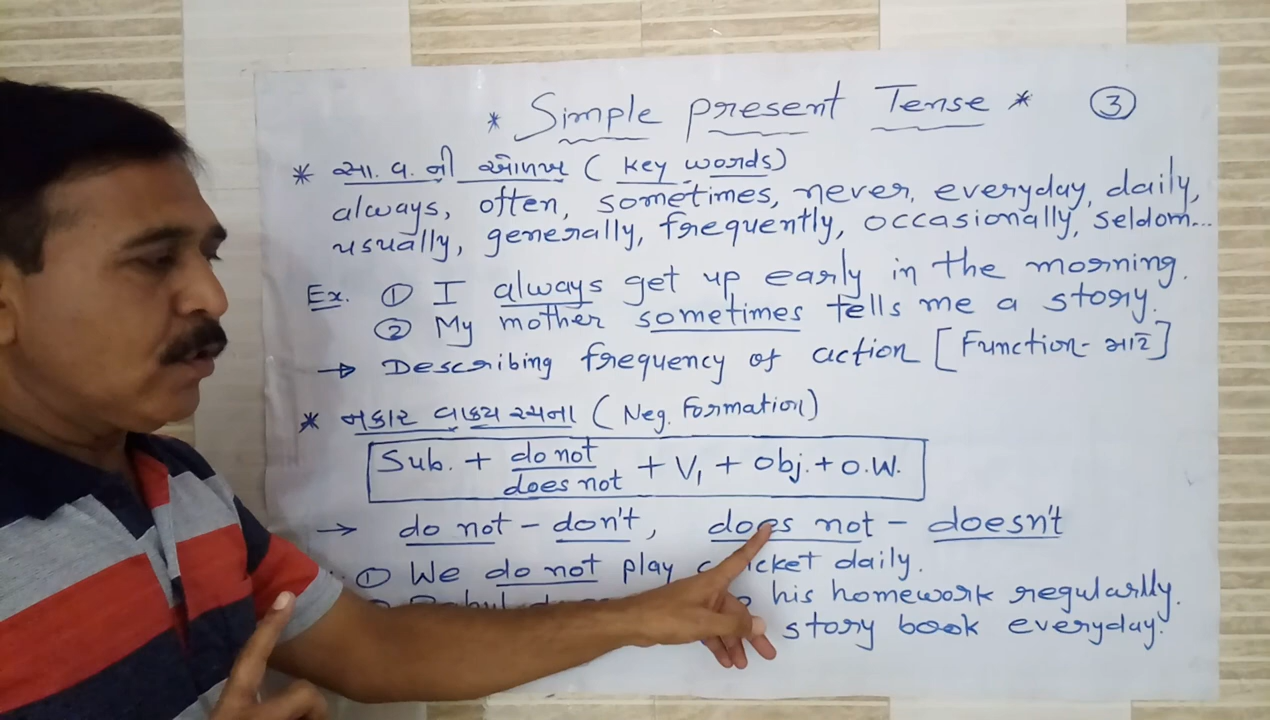 * Simple present Tense * ③
* સા. વ. ની ઓળખ ( key words )
always, often, sometimes, never, everyday, daily,
usually, generally, frequently, occasionally, seldom...
Ex. ① I always get up early in the morning.
② My mother sometimes tells me a story.
→ Describing frequency of action [ Function - માટે ]
* નકાર વાક્ય રચના ( Neg. Formation )
Sub. + do not / does not + V₁ + Obj. + O.W.
→ do not - don't, does not - doesn't
① We do not play cricket daily.
his homework regularlly.
story book everyday.